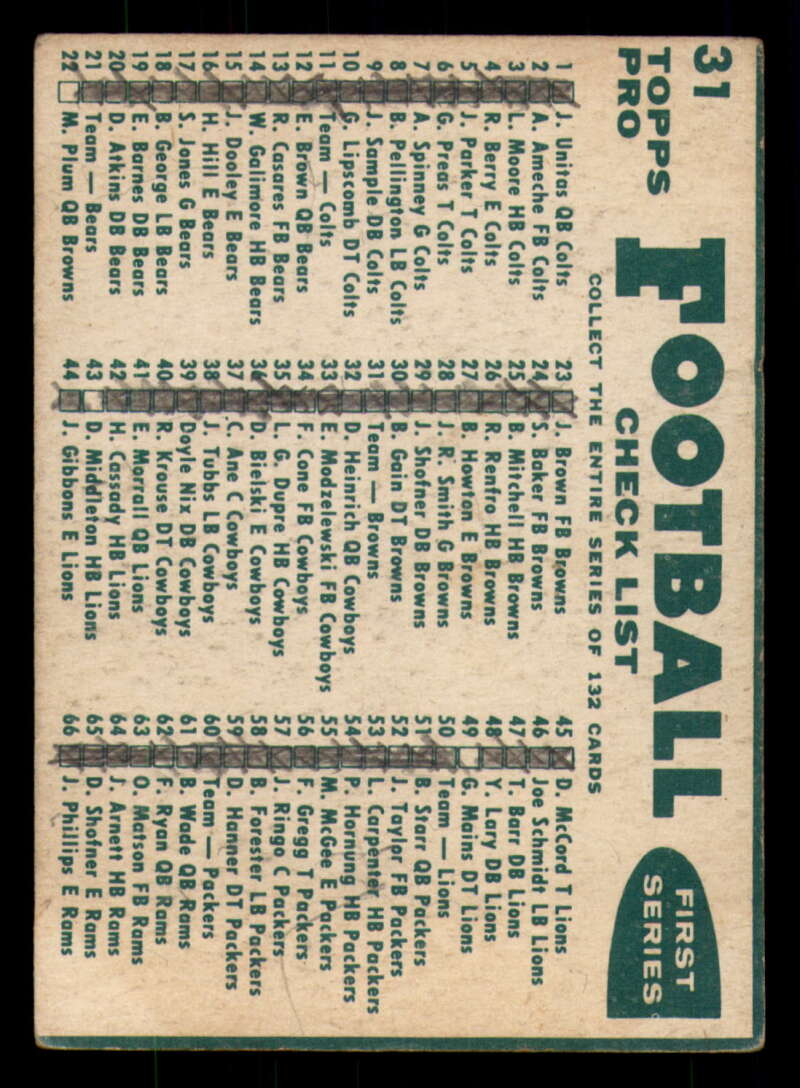 31
TOPPS
PRO
FOOTBALL
CHECK LIST
COLLECT THE ENTIRE SERIES OF 132 CARDS
FIRST
SERIES
1 J. Unitas QB Colts
2 A. Ameche FB Colts
3 L. Moore HB Colts
4 R. Berry E Colts
5 J. Parker T Colts
6 G. Preas T Colts
7 A. Spinney G Colts
8 B. Pellington LB Colts
9 J. Sample DB Colts
10 G. Lipscomb DT Colts
11 Team — Colts
12 E. Brown QB Bears
13 R. Casares FB Bears
14 W. Galimore HB Bears
15 J. Dooley E Bears
16 H. Hill E Bears
17 S. Jones G Bears
18 B. George LB Bears
19 E. Barnes DB Bears
20 D. Atkins DB Bears
21 Team — Bears
22 M. Plum QB Browns
23 J. Brown FB Browns
24 S. Baker FB Browns
25 B. Mitchell HB Browns
26 R. Renfro HB Browns
27 B. Howton E Browns
28 J. R. Smith G Browns
29 J. Shofner DB Browns
30 B. Gain DT Browns
31 Team — Browns
32 D. Heinrich QB Cowboys
33 E. Modzelewski FB Cowboys
34 F. Cone FB Cowboys
35 L. G. Dupre HB Cowboys
36 D. Bielski E Cowboys
37 C. Ane C Cowboys
38 J. Tubbs LB Cowboys
39 Doyle Nix DB Cowboys
40 R. Krouse DT Cowboys
41 E. Morrall QB Lions
42 H. Cassady HB Lions
43 D. Middleton HB Lions
44 J. Gibbons E Lions
45 D. McCord T Lions
46 Joe Schmidt LB Lions
47 T. Barr DB Lions
48 Y. Lary DB Lions
49 G. Mains DT Lions
50 Team — Lions
51 B. Starr QB Packers
52 J. Taylor FB Packers
53 L. Carpenter HB Packers
54 P. Hornung HB Packers
55 M. McGee E Packers
56 F. Gregg T Packers
57 J. Ringo C Packers
58 B. Forester LB Packers
59 D. Hanner DT Packers
60 Team — Packers
61 B. Wade QB Rams
62 F. Ryan QB Rams
63 O. Matson FB Rams
64 J. Arnett HB Rams
65 D. Shofner E Rams
66 J. Phillips E Rams